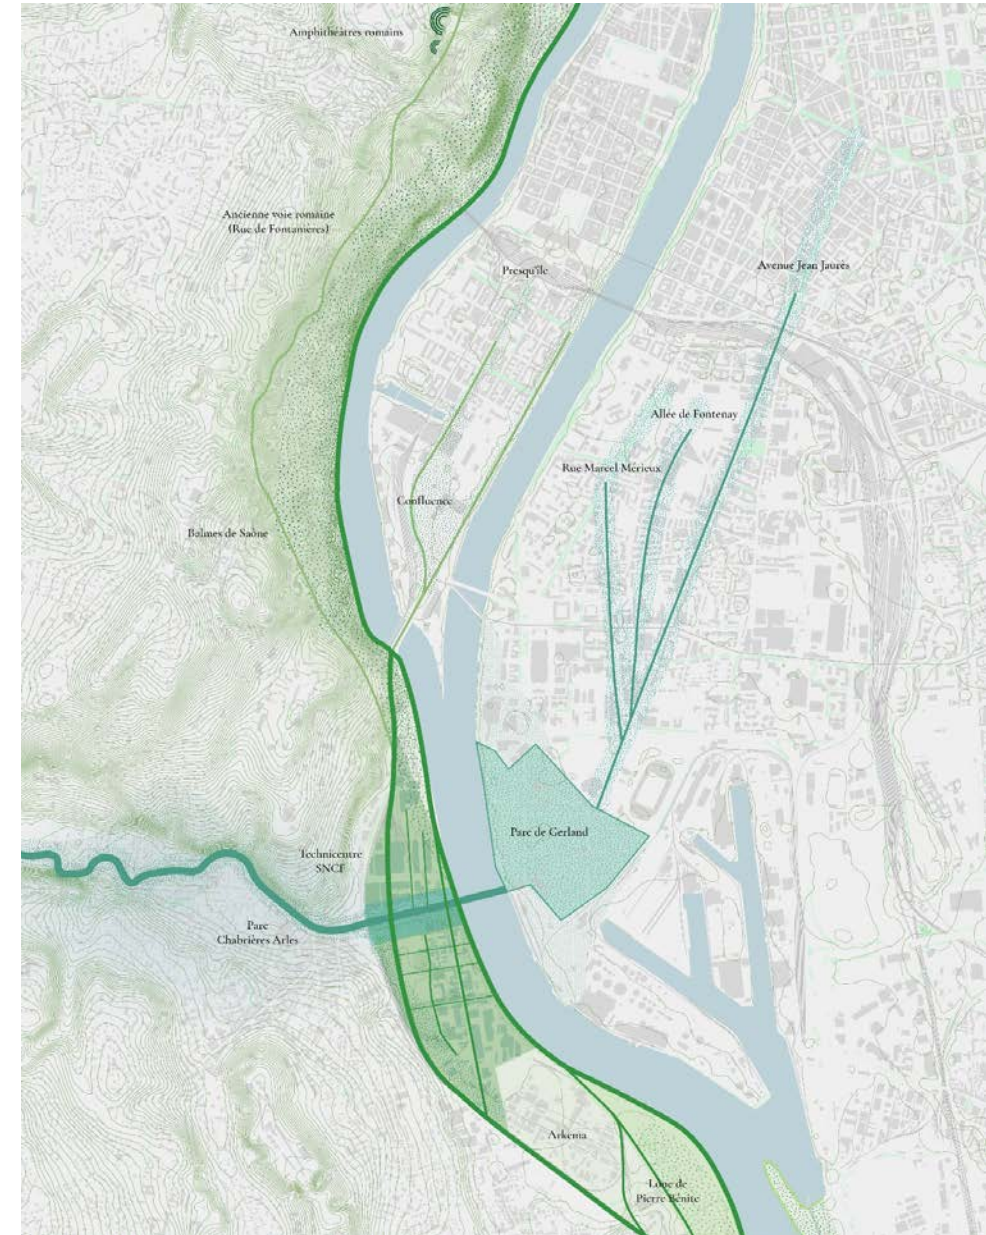 Amphithéâtres romains
Ancienne voie romaine
(Rue de Fontanières)
Presqu'île
Avenue Jean Jaurès
Allée de Fontenay
Rue Marcel Mérieux
Confluence
Balmes de Saône
Parc de Gerland
Technicentre
SNCF
Parc
Chabrières Arles
Arkema
Lône de
Pierre Bénite